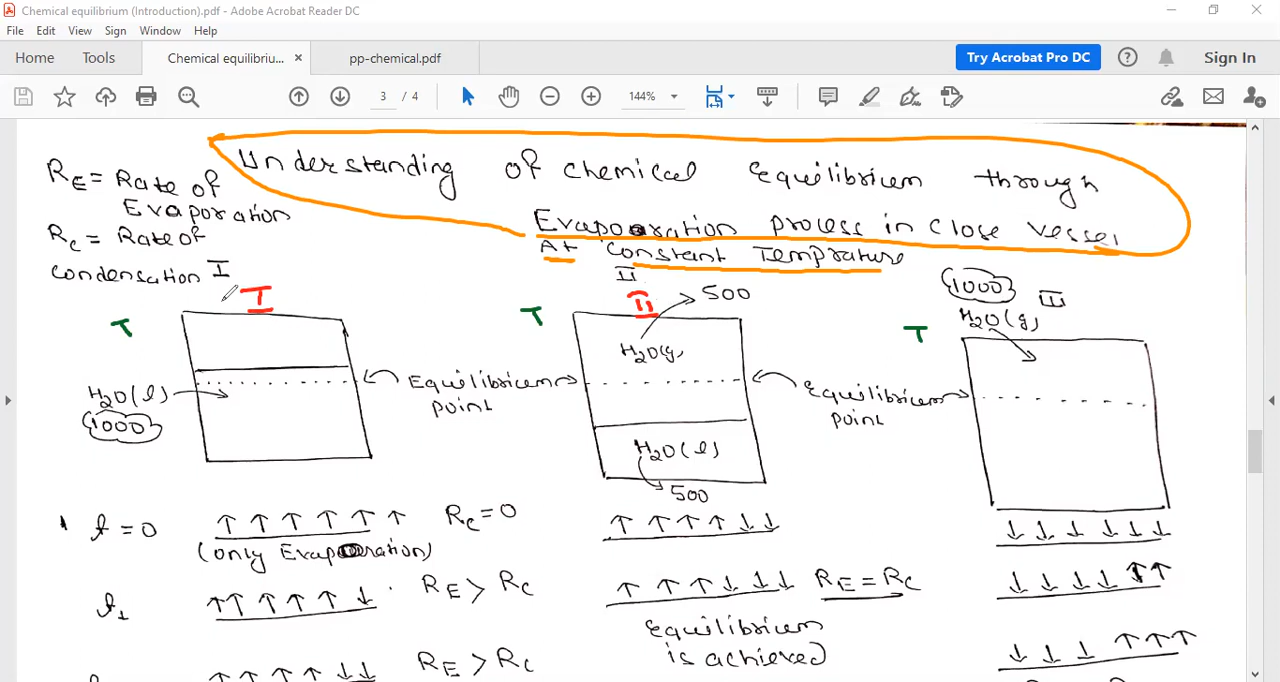 Chemical equilibrium (Introduction).pdf - Adobe Acrobat Reader DC
File Edit View Sign Window Help
Home Tools Chemical equilibriu... × pp-chemical.pdf Try Acrobat Pro DC Sign In
3 / 4 144%
Understanding of chemical Equilibrium through
Evaporation process in close vessel
At Constant Temprature
RE = Rate of
Evaporation
RC = Rate of
condensation
I
I
T
H2O(l)
1000
Equilibrium
point
II
II
500
T
H2O(g)
H2O(l)
500
Equilibrium
point
1000
III
H2O(g)
T
t = 0 ↑ ↑ ↑ ↑ ↑ ↑ RC = 0 ↑ ↑ ↑ ↑ ↓ ↓ ↓ ↓ ↓ ↓ ↓ ↓
(only Evaporation)
t1 ↑ ↑ ↑ ↑ ↑ ↓ RE > RC ↑ ↑ ↑ ↓ ↓ ↓ RE = RC ↓ ↓ ↓ ↓ ↑ ↑
Equilibrium
is achieved
↑ ↑ ↑ ↑ ↓ ↓ RE > RC ↓ ↓ ↓ ↑ ↑ ↑